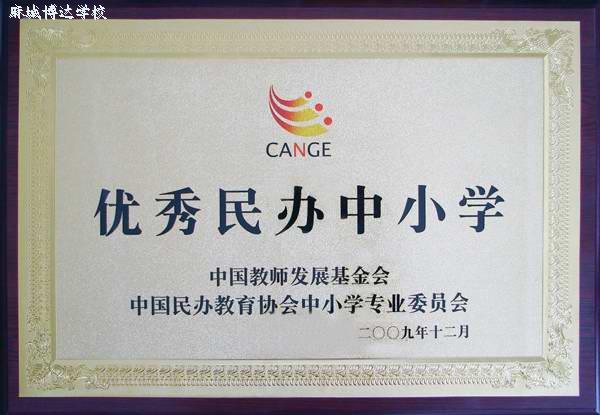 麻城博达学校
CANGE
优秀民办中小学
中国教师发展基金会
中国民办教育协会中小学专业委员会
二〇〇九年十二月